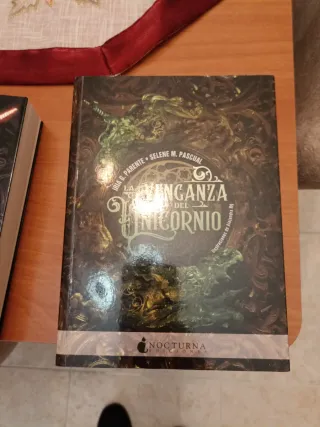 IRIA G. PARENTE • SELENE M. PASCUAL
LA VENGANZA
DEL
UNICORNIO
NOCTURNA